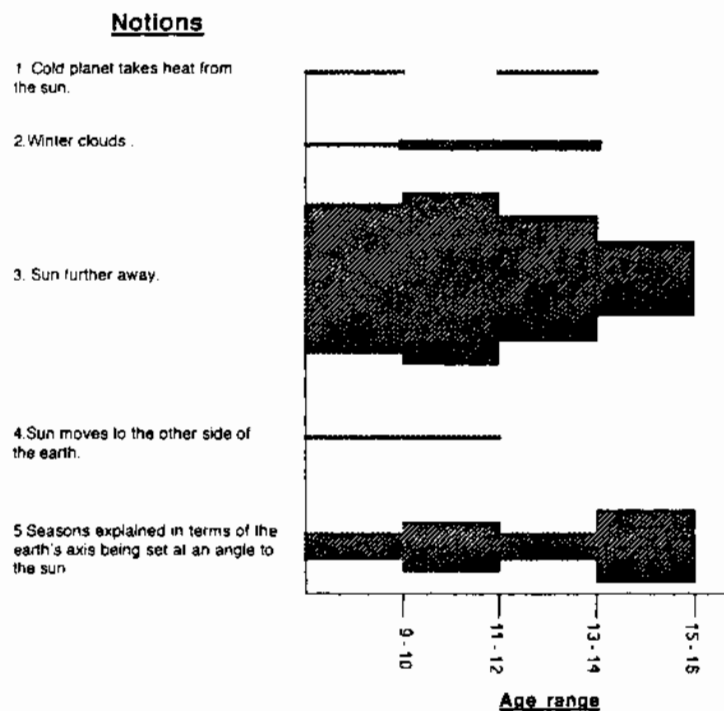 Notions
1 Cold planet takes heat from
the sun.
2. Winter clouds .
3. Sun further away.
4. Sun moves to the other side of
the earth.
5 Seasons explained in terms of the
earth's axis being set at an angle to
the sun
9 - 10
11 - 12
13 - 14
15 - 16
Age range